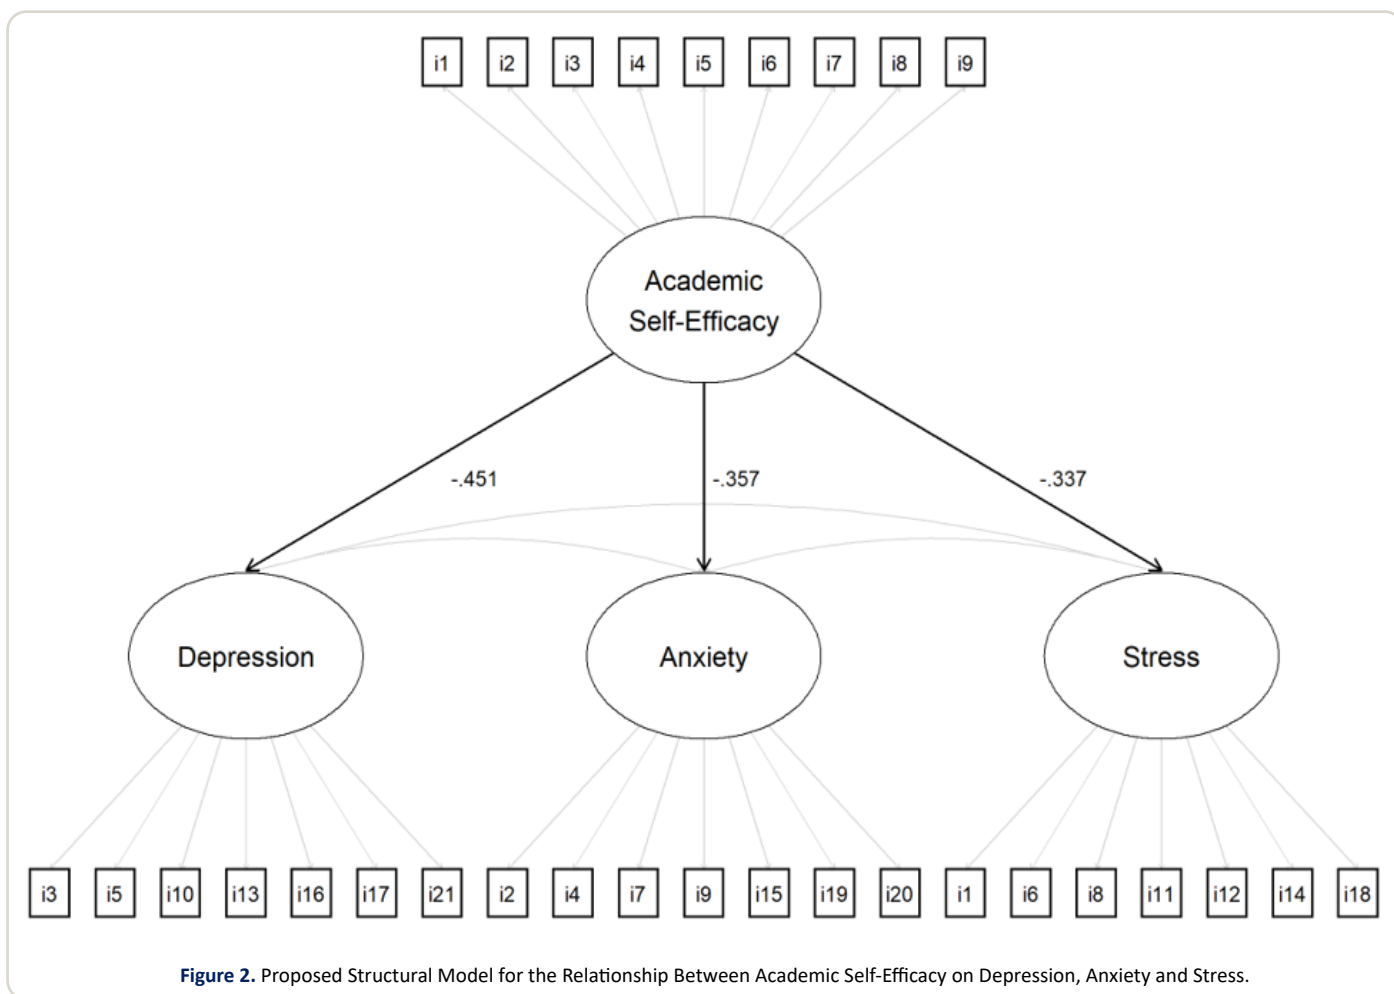 i1 i2 i3 i4 i5 i6 i7 i8 i9
Academic
Self-Efficacy
-.451 -.357 -.337
Depression Anxiety Stress
i3 i5 i10 i13 i16 i17 i21 i2 i4 i7 i9 i15 i19 i20 i1 i6 i8 i11 i12 i14 i18
Figure 2. Proposed Structural Model for the Relationship Between Academic Self-Efficacy on Depression, Anxiety and Stress.